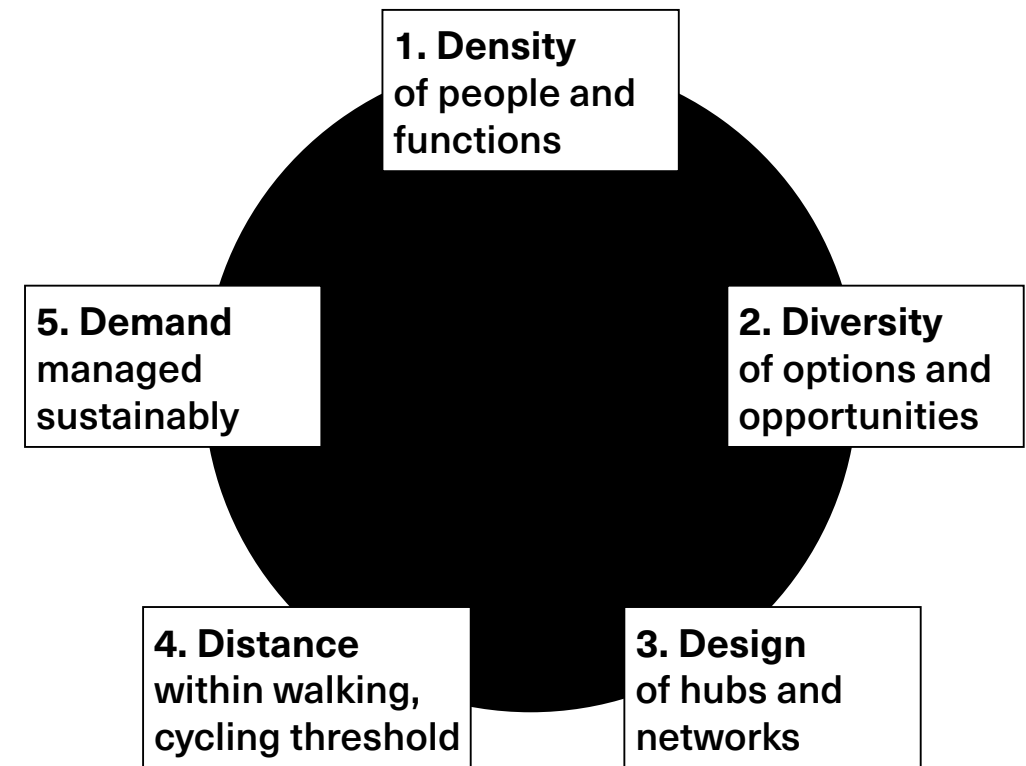 1. Density
of people and
functions
2. Diversity
of options and
opportunities
3. Design
of hubs and
networks
4. Distance
within walking,
cycling threshold
5. Demand
managed
sustainably